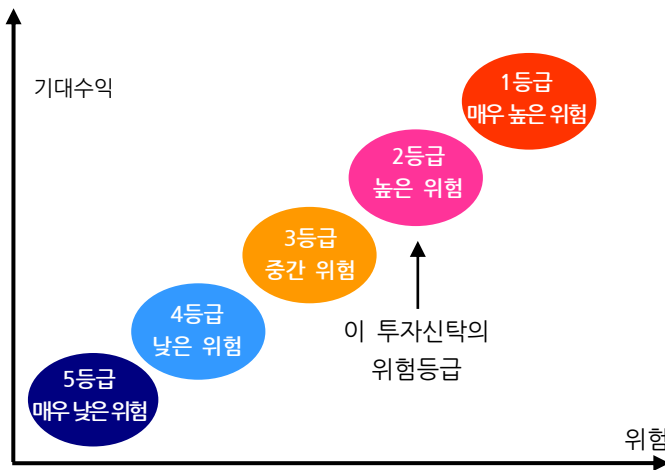 기대수익
1등급
매우 높은 위험
2등급
높은 위험
3등급
중간 위험
4등급
낮은 위험
5등급
매우 낮은 위험
이 투자신탁의
위험등급
위험